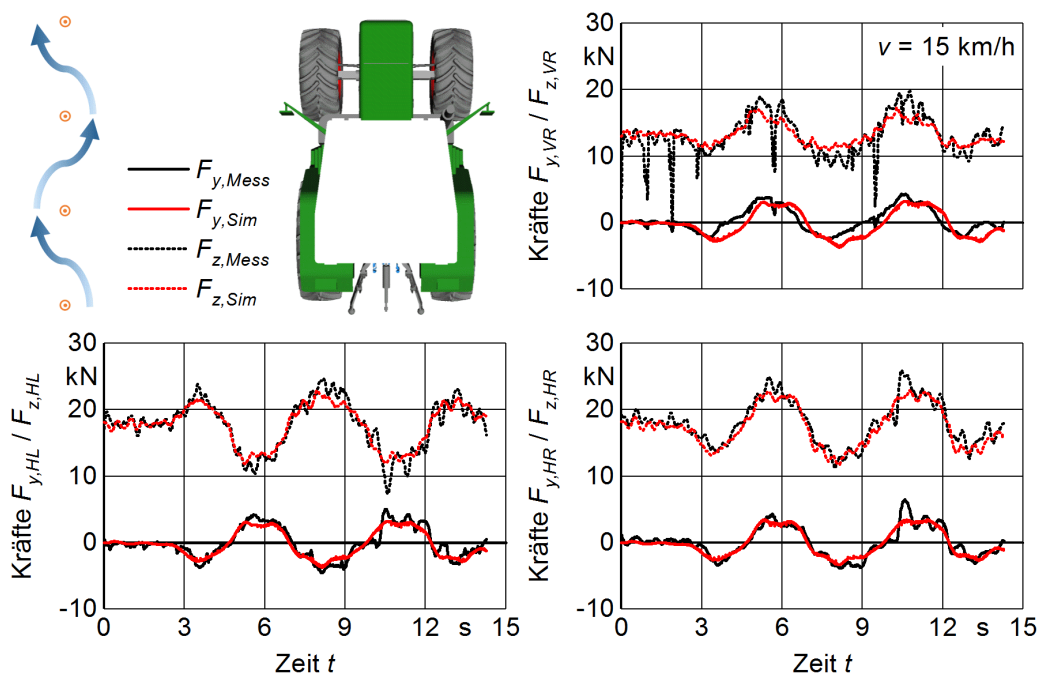 F_y,Mess
F_y,Sim
F_z,Mess
F_z,Sim
Kräfte F_y,VR / F_z,VR
30
kN
20
10
0
-10
v = 15 km/h
0 3 6 9 12 15
Kräfte F_y,HL / F_z,HL
30
kN
20
10
0
-10
0 3 6 9 12 s 15
Zeit t
Kräfte F_y,HR / F_z,HR
30
kN
20
10
0
-10
0 3 6 9 12 s 15
Zeit t